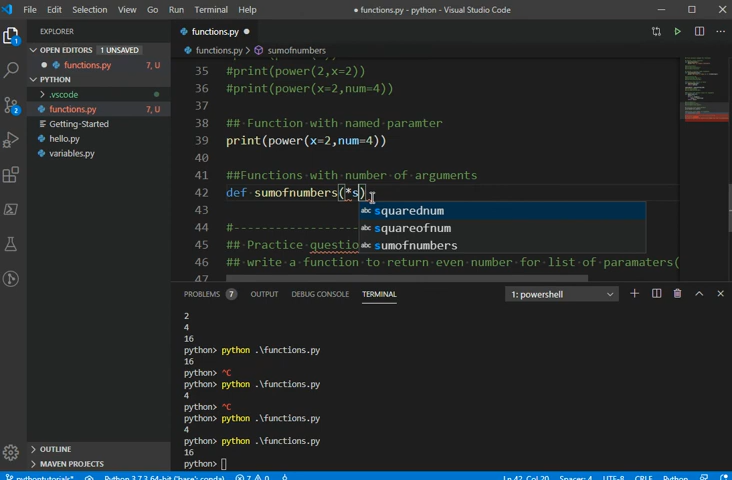 File Edit Selection View Go Run Terminal Help
● functions.py - python - Visual Studio Code
EXPLORER
OPEN EDITORS 1 UNSAVED
functions.py 7, U
PYTHON
.vscode
functions.py 7, U
Getting-Started
hello.py
variables.py
OUTLINE
MAVEN PROJECTS
1
2
functions.py
functions.py > sumofnumbers
35 #print(power(2,x=2))
36 #print(power(x=2,num=4))
37
38 ## Function with named paramter
39 print(power(x=2,num=4))
40
41 ##Functions with number of arguments
42 def sumofnumbers(*s)
43
44 #------------------
45 ## Practice questio
46 ## write a function to return even number for list of paramaters(
47
abc squarednum
abc squareofnum
abc sumofnumbers
PROBLEMS 7 OUTPUT DEBUG CONSOLE TERMINAL 1: powershell
2
4
16
python> python .\functions.py
16
python> ^C
python> python .\functions.py
4
python> ^C
python> python .\functions.py
4
python> python .\functions.py
16
python>
pythontutorials* Python 3.7.3 64-bit ('base': conda) 7 0 Ln 42, Col 20 Spaces: 4 UTF-8 CRLF Python